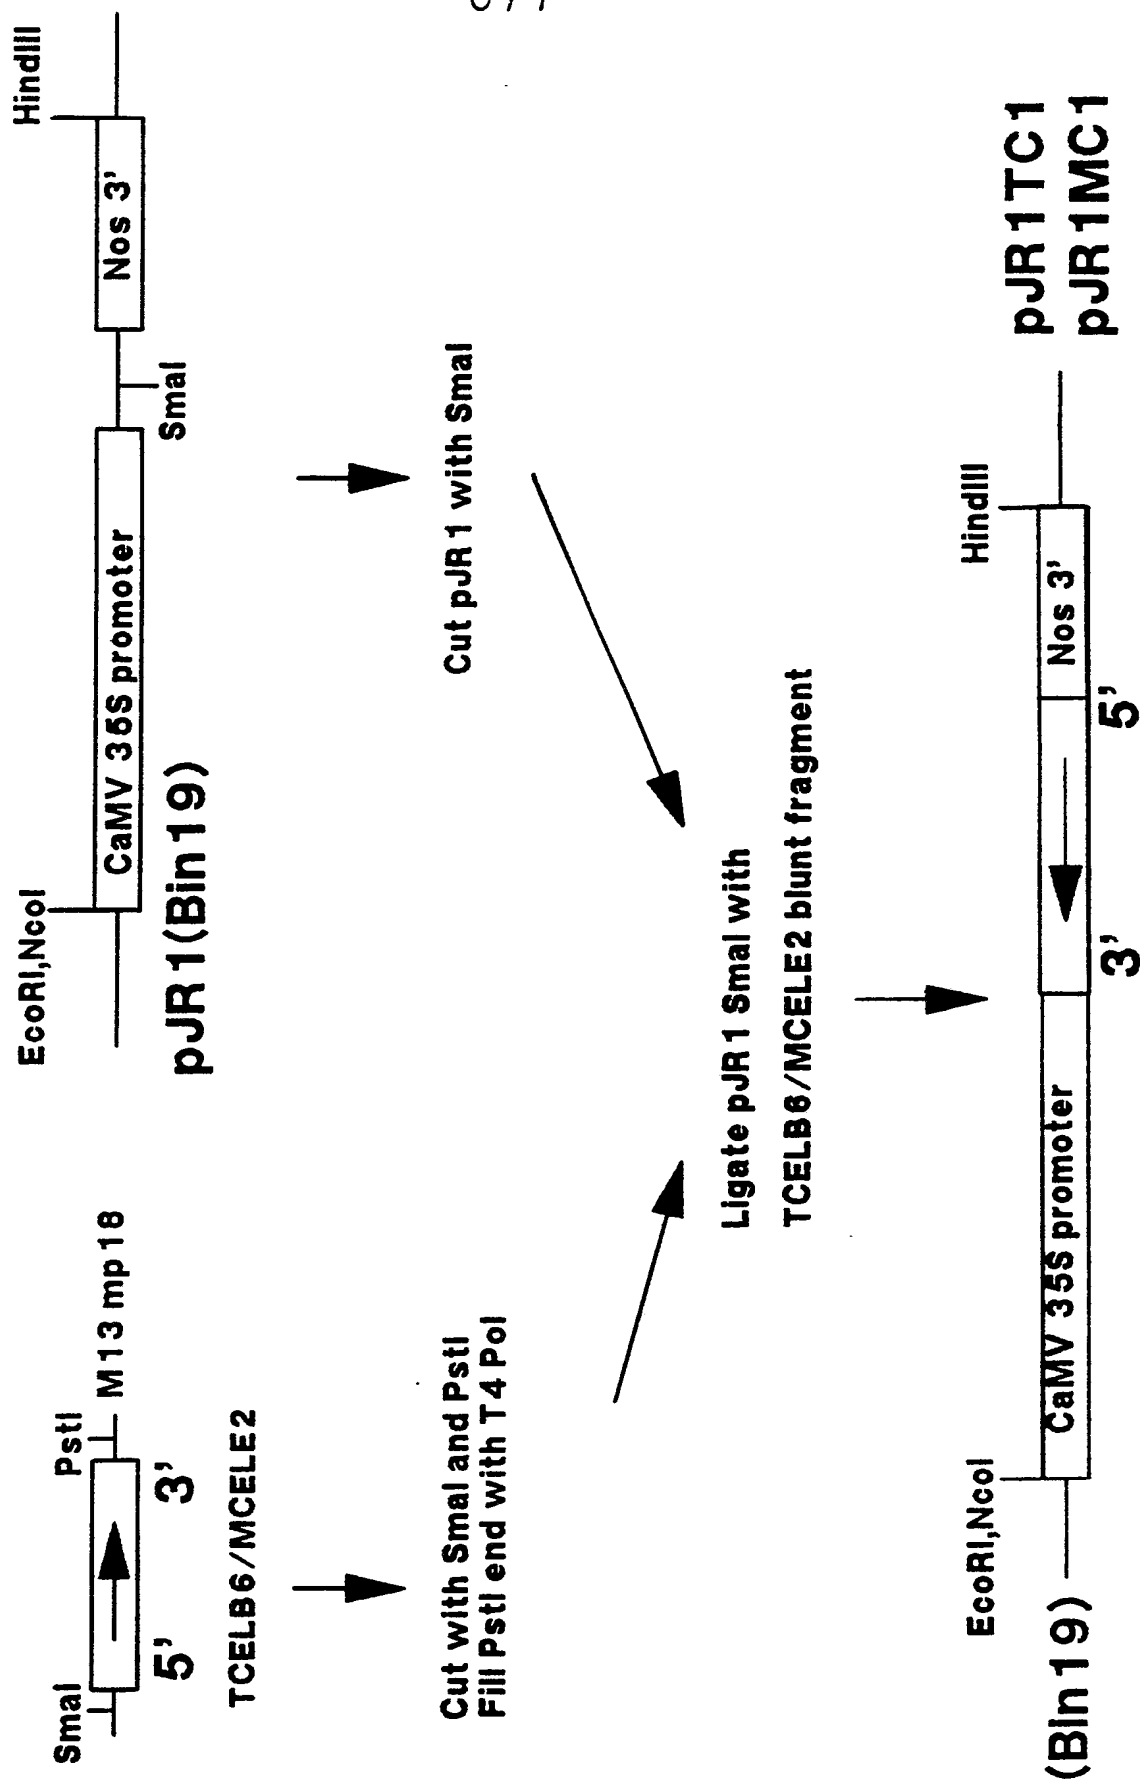 SmaI
PstI
M13 mp18
5'
3'
TCELB6/MCELE2
Cut with SmaI and PstI
Fill PstI end with T4 Pol
EcoRI,NcoI
HindIII
CaMV 35S promoter
Nos 3'
SmaI
pJR1(Bin19)
Cut pJR1 with SmaI
Ligate pJR1 SmaI with
TCELB6/MCELE2 blunt fragment
EcoRI,NcoI
HindIII
(Bin19)
CaMV 35S promoter
Nos 3'
3'
5'
pJR1TC1
pJR1MC1